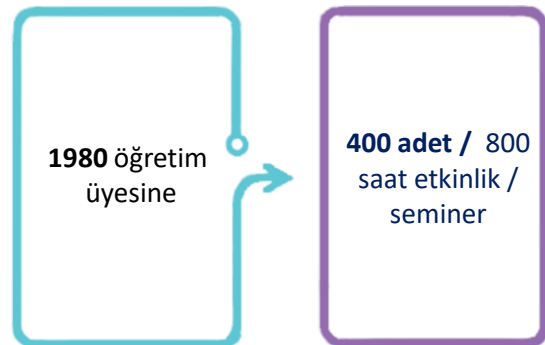 1980 öğretim
üyesine
400 adet / 800
saat etkinlik /
seminer